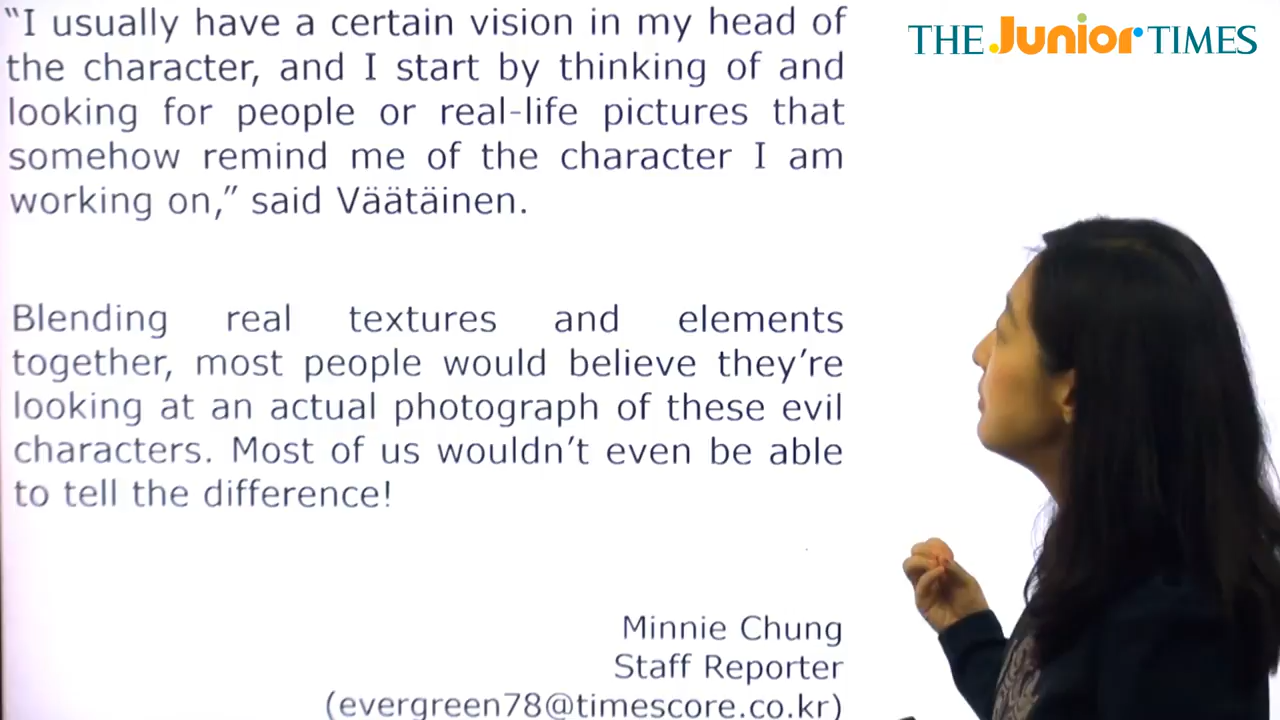 THE Junior TIMES
“I usually have a certain vision in my head of
the character, and I start by thinking of and
looking for people or real-life pictures that
somehow remind me of the character I am
working on,” said Väätäinen.
Blending real textures and elements
together, most people would believe they’re
looking at an actual photograph of these evil
characters. Most of us wouldn’t even be able
to tell the difference!
Minnie Chung
Staff Reporter
(evergreen78@timescore.co.kr)